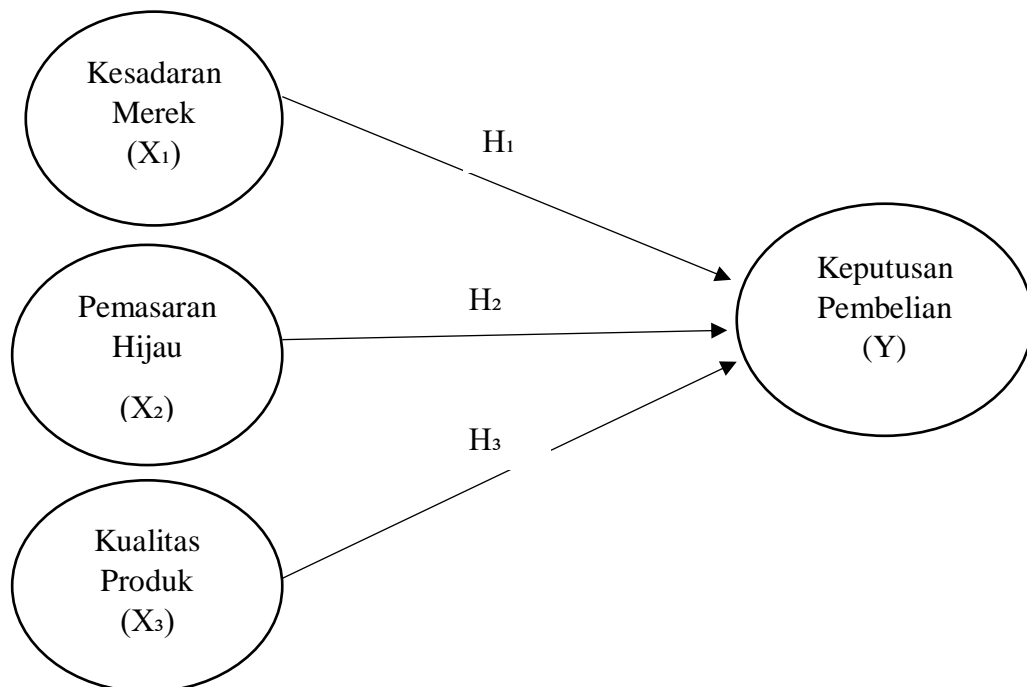 Kesadaran
Merek
(X₁)
H₁
Pemasaran
Hijau
(X₂)
H₂
Keputusan
Pembelian
(Y)
H₃
Kualitas
Produk
(X₃)